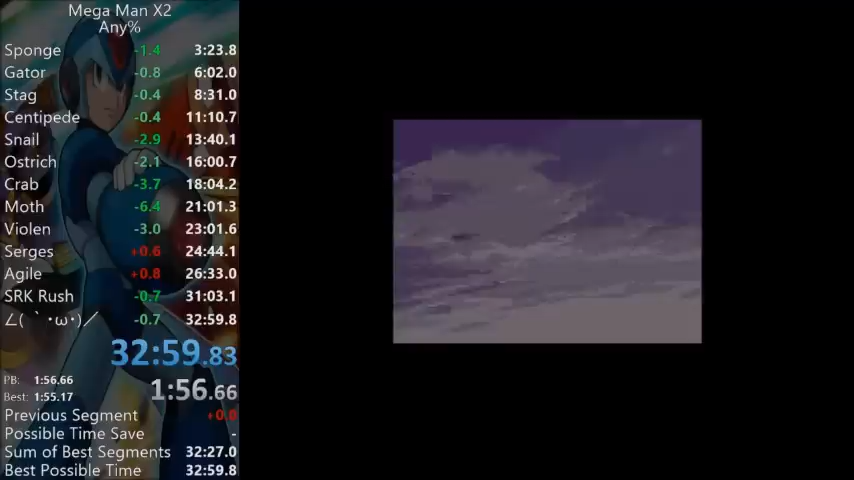 Mega Man X2
Any%
Sponge -1.4 3:23.8
Gator -0.8 6:02.0
Stag -0.4 8:31.0
Centipede -0.4 11:10.7
Snail -2.9 13:40.1
Ostrich -2.1 16:00.7
Crab -3.7 18:04.2
Moth -6.4 21:01.3
Violen -3.0 23:01.6
Serges +0.6 24:44.1
Agile +0.8 26:33.0
SRK Rush -0.7 31:03.1
∠( ｀･ω･)／ -0.7 32:59.8
32:59.83
PB: 1:56.66
Best: 1:55.17
1:56.66
Previous Segment +0.0
Possible Time Save -
Sum of Best Segments 32:27.0
Best Possible Time 32:59.8